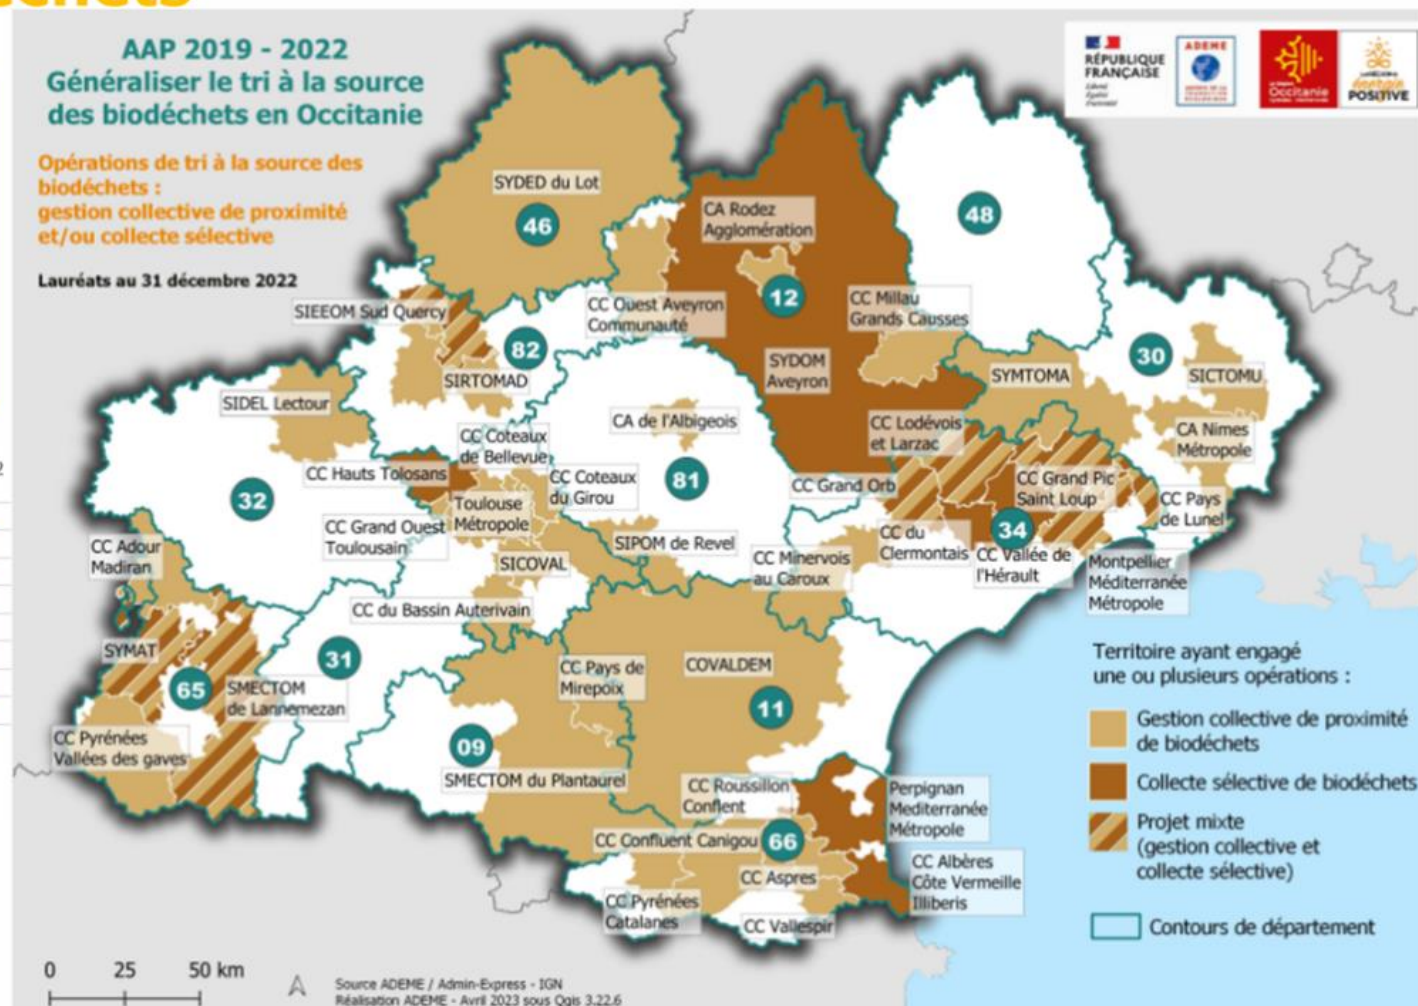 AAP 2019 - 2022
Généraliser le tri à la source
des biodéchets en Occitanie
Opérations de tri à la source des
biodéchets :
gestion collective de proximité
et/ou collecte sélective
Lauréats au 31 décembre 2022
RÉPUBLIQUE
FRANÇAISE
Liberté
Égalité
Fraternité
ADEME
Occitanie
énergie
POSITIVE
SYDED du Lot
46
CA Rodez
Agglomération
48
12
SIEEOM Sud Quercy
CC Ouest Aveyron
Communauté
CC Millau
Grands Causses
82
30
SIRTOMAD
SYDOM
Aveyron
SYMTOMA
SICTOMU
SIDEL Lectour
CA de l'Albigeois
CC Lodévois
et Larzac
CA Nimes
Métropole
CC Coteaux
de Bellevue
CC Hauts Tolosans
CC Coteaux
du Girou
81
CC Grand Orb
CC Grand Pic
Saint Loup
32
Toulouse
Métropole
CC Pays
de Lunel
CC Grand Ouest
Toulousain
34
SIPOM de Revel
CC du
Clermontais
CC Adour
Madiran
SICOVAL
CC Minervois
au Caroux
CC Vallée de
l'Hérault
Montpellier
Méditerranée
Métropole
CC du Bassin Auterivain
SYMAT
31
CC Pays de
Mirepoix
COVALDEM
65
SMECTOM
de Lannemezan
11
CC Pyrénées
Vallées des gaves
09
SMECTOM du Plantaurel
CC Roussillon
Conflent
Perpignan
Mediterranée
Métropole
CC Confluent Canigou
66
CC Aspres
CC Albères
Côte Vermeille
Illiberis
CC Pyrénées
Catalanes
CC Vallespir
Territoire ayant engagé
une ou plusieurs opérations :
Gestion collective de proximité
de biodéchets
Collecte sélective de biodéchets
Projet mixte
(gestion collective et
collecte sélective)
Contours de département
0 25 50 km
Source ADEME / Admin-Express - IGN
Réalisation ADEME - Avril 2023 sous Qgis 3.22.6